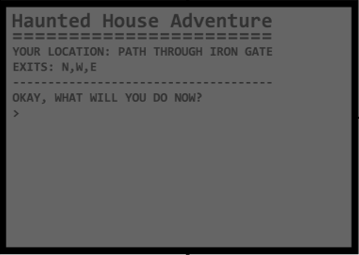 Haunted House Adventure
=======================
YOUR LOCATION: PATH THROUGH IRON GATE
EXITS: N,W,E
-------------------------------------
OKAY, WHAT WILL YOU DO NOW?
>